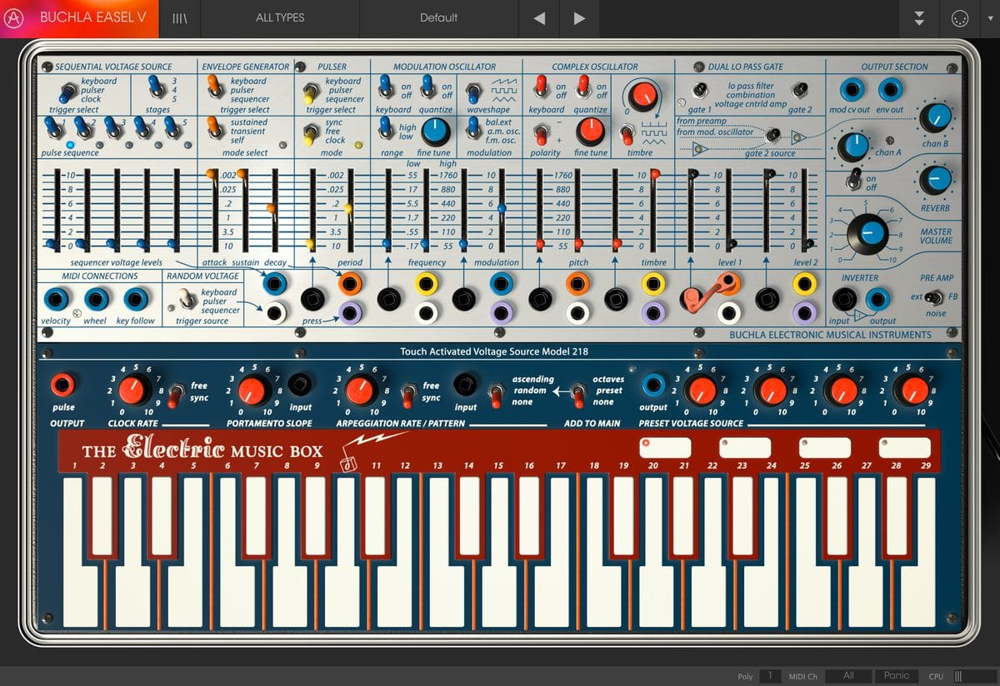 BUCHLA EASEL V
ALL TYPES
Default
SEQUENTIAL VOLTAGE SOURCE
ENVELOPE GENERATOR
PULSER
MODULATION OSCILLATOR
COMPLEX OSCILLATOR
DUAL LO PASS GATE
OUTPUT SECTION
keyboard
pulser
clock
trigger select
3
4
5
stages
keyboard
pulser
sequencer
trigger select
keyboard
pulser
sequencer
trigger select
on
off
keyboard
on
off
quantize
waveshape
on
off
keyboard
on
off
quantize
0
gate 1
lo pass filter
combination
voltage cntrld amp
gate 2
mod cv out
env out
1 2 3 4 5
pulse sequence
sustained
transient
self
mode select
sync
free
clock
mode
high
low
range
fine tune
bal.ext
a.m. osc.
f.m. osc.
modulation
-
+
polarity
fine tune
timbre
from preamp
from mod. oscillator
gate 2 source
chan A
chan B
on
off
REVERB
low high
10 .002 .002 55 1760 10 1760 10 10 10
8 .025 .025 17 880 8 880 8 8 8
6 .2 .2 5.5 440 6 440 6 6 6
4 1 1 1.7 220 4 220 4 4 4
2 3.5 3.5 .55 110 2 110 2 2 2
0 10 10 .17 55 0 55 0 0 0
0 1 2 3 4 5 6 7 8 9 10
MASTER
VOLUME
sequencer voltage levels
attack sustain decay
period
frequency
modulation
pitch
timbre
level 1
level 2
MIDI CONNECTIONS
velocity
wheel
key follow
RANDOM VOLTAGE
keyboard
pulser
sequencer
trigger source
press
INVERTER
input
output
PRE AMP
ext
FB
noise
BUCHLA ELECTRONIC MUSICAL INSTRUMENTS
Touch Activated Voltage Source Model 218
pulse
OUTPUT
0 1 2 3 4 5 6 7 8 9 10
free
sync
CLOCK RATE
0 1 2 3 4 5 6 7 8 9 10
input
PORTAMENTO SLOPE
0 1 2 3 4 5 6 7 8 9 10
free
sync
input
ascending
random
none
ARPEGGIATION RATE / PATTERN
octaves
preset
none
ADD TO MAIN
output
0 1 2 3 4 5 6 7 8 9 10
0 1 2 3 4 5 6 7 8 9 10
0 1 2 3 4 5 6 7 8 9 10
0 1 2 3 4 5 6 7 8 9 10
PRESET VOLTAGE SOURCE
THE Electric MUSIC BOX
1 2 3 4 5 6 7 8 9 11 12 13 14 15 16 17 18 19 20 21 22 23 24 25 26 27 28 29
Poly 1 MIDI Ch All Panic CPU